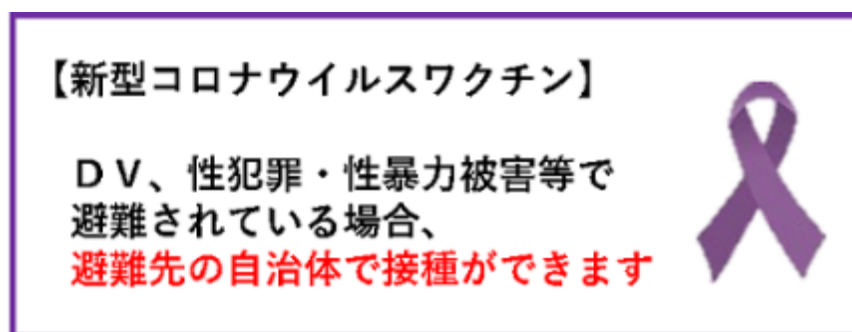 【新型コロナウイルスワクチン】
ＤＶ、性犯罪・性暴力被害等で
避難されている場合、
避難先の自治体で接種ができます